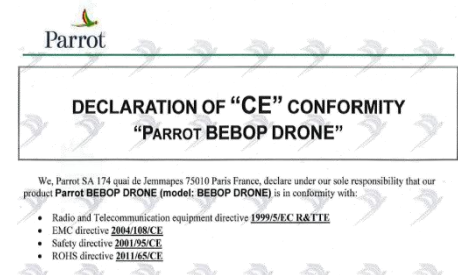 Parrot
DECLARATION OF “CE” CONFORMITY
“PARROT BEBOP DRONE”
We, Parrot SA 174 quai de Jemmapes 75010 Paris France, declare under our sole responsibility that our
product Parrot BEBOP DRONE (model: BEBOP DRONE) is in conformity with:
• Radio and Telecommunication equipment directive 1999/5/EC R&TTE
• EMC directive 2004/108/CE
• Safety directive 2001/95/CE
• ROHS directive 2011/65/CE